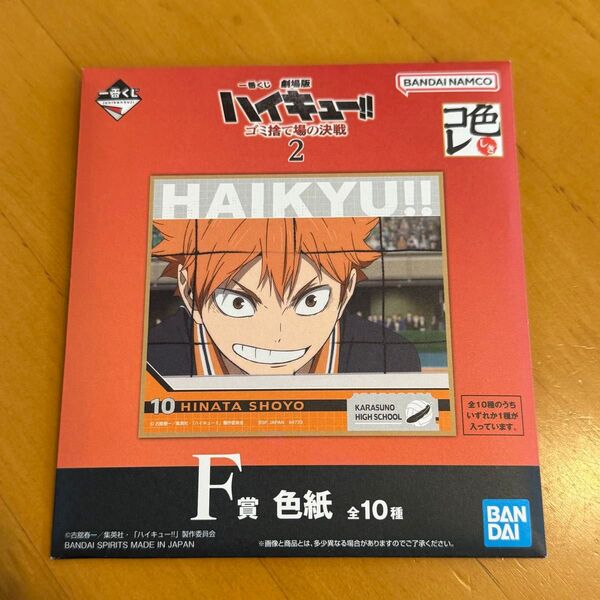 一番くじ
一番くじ 劇場版
ハイキュー!!
ゴミ捨て場の決戦
2
BANDAI NAMCO
色
コレ
しき
HAIKYU!!
10 HINATA SHOYO
KARASUNO
HIGH SCHOOL
全10種のうち
いずれか1種が
入っています。
F賞 色紙 全10種
BAN
DAI
©古舘春一/集英社・「ハイキュー!!」製作委員会
BANDAI SPIRITS MADE IN JAPAN
※画像と商品とは、多少異なる場合がありますのでご了承ください。